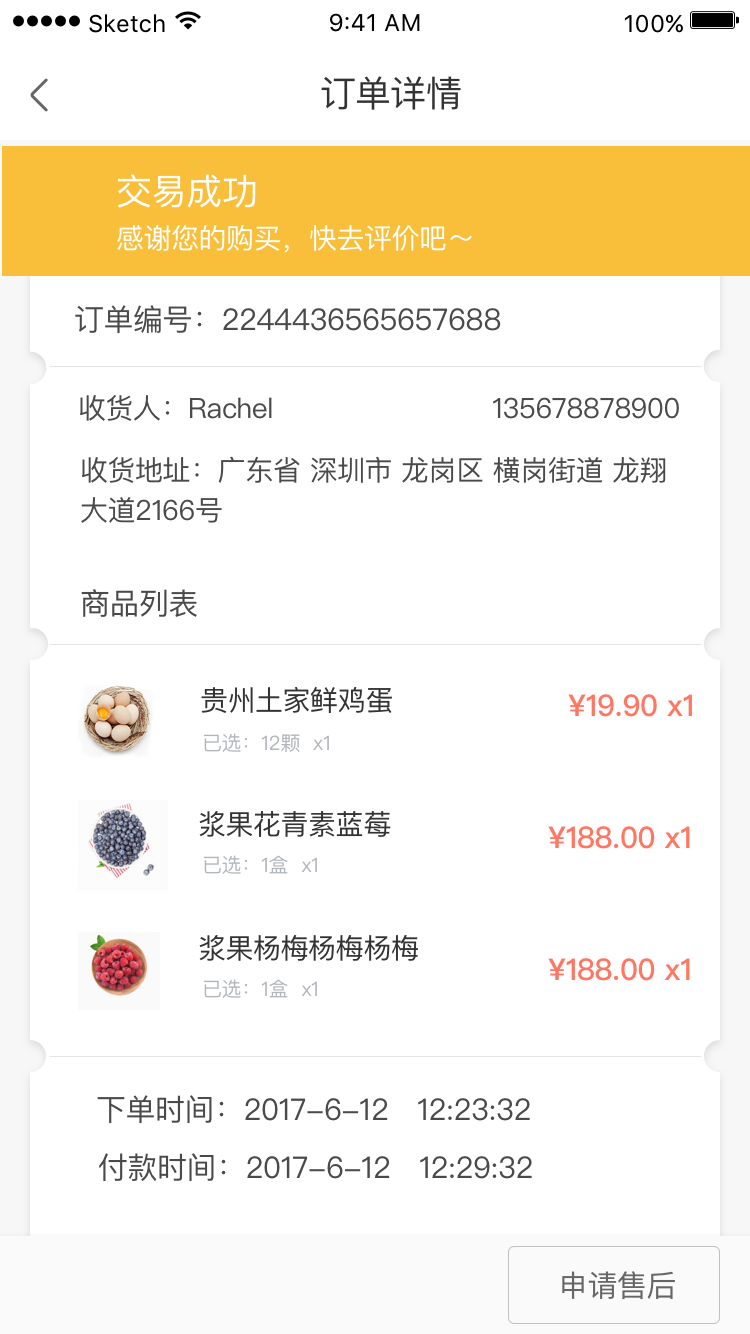 Sketch 9:41 AM 100%
订单详情
交易成功
感谢您的购买，快去评价吧～
订单编号：2244436565657688
收货人：Rachel 135678878900
收货地址：广东省 深圳市 龙岗区 横岗街道 龙翔
大道2166号
商品列表
贵州土家鲜鸡蛋 ¥19.90 x1
已选：12颗 x1
浆果花青素蓝莓 ¥188.00 x1
已选：1盒 x1
浆果杨梅杨梅杨梅 ¥188.00 x1
已选：1盒 x1
下单时间：2017-6-12 12:23:32
付款时间：2017-6-12 12:29:32
申请售后